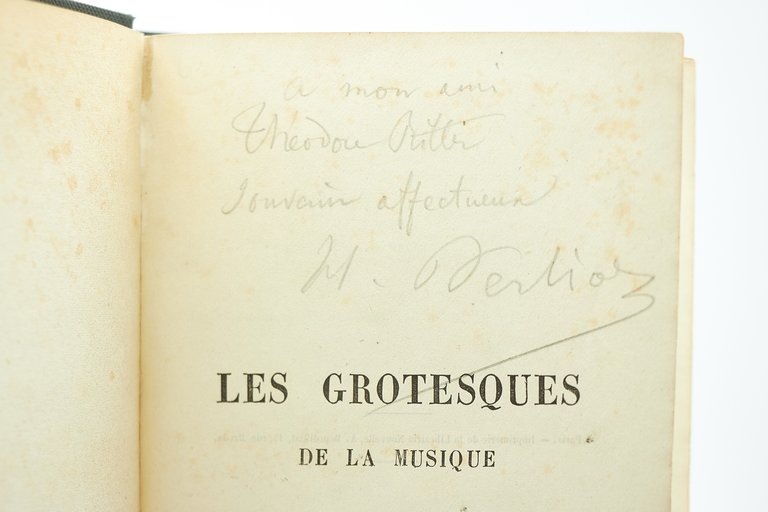 a mon ami
Théodore Ritter
souvenir affectueux
H. Berlioz
LES GROTESQUES
DE LA MUSIQUE